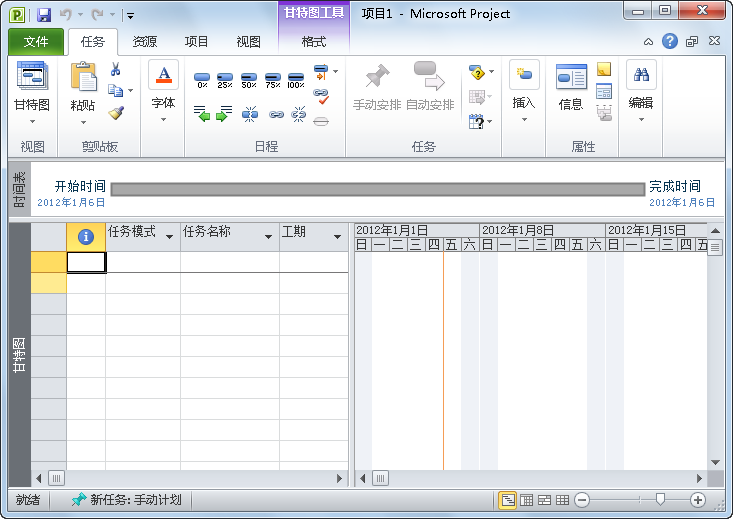 甘特图工具
项目1 - Microsoft Project
文件 任务 资源 项目 视图 格式
甘特图 粘贴 字体 0% 25% 50% 75% 100% 手动安排 自动安排 插入 信息 编辑
视图 剪贴板 日程 任务 属性
时间表
开始时间 完成时间
2012年1月6日 2012年1月6日
甘特图
任务模式 任务名称 工期
2012年1月1日 2012年1月8日 2012年1月15日
日 一 二 三 四 五 六 日 一 二 三 四 五 六 日 一 二 三 四 五
就绪 新任务: 手动计划